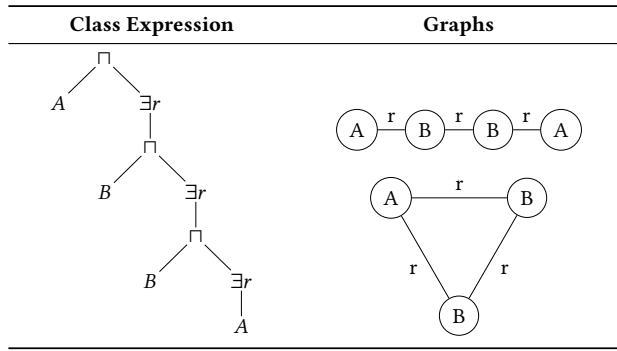 Class Expression Graphs
⊓
A ∃r
⊓
B ∃r
⊓
B ∃r
A
r r r
A B B A
r
A B
r r
B